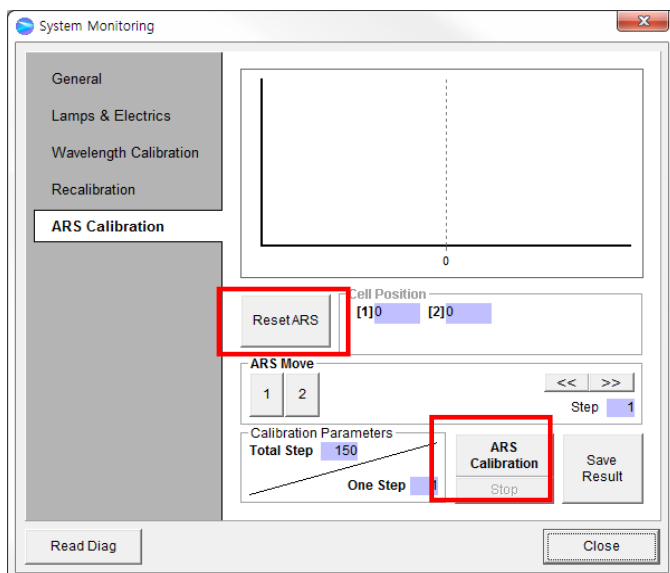 System Monitoring
x
General
Lamps & Electrics
Wavelength Calibration
Recalibration
ARS Calibration
0
Reset ARS
Cell Position
[1] 0 [2] 0
ARS Move
1 2
<< >>
Step 1
Calibration Parameters
Total Step 150
One Step 1
ARS
Calibration
Stop
Save
Result
Read Diag
Close